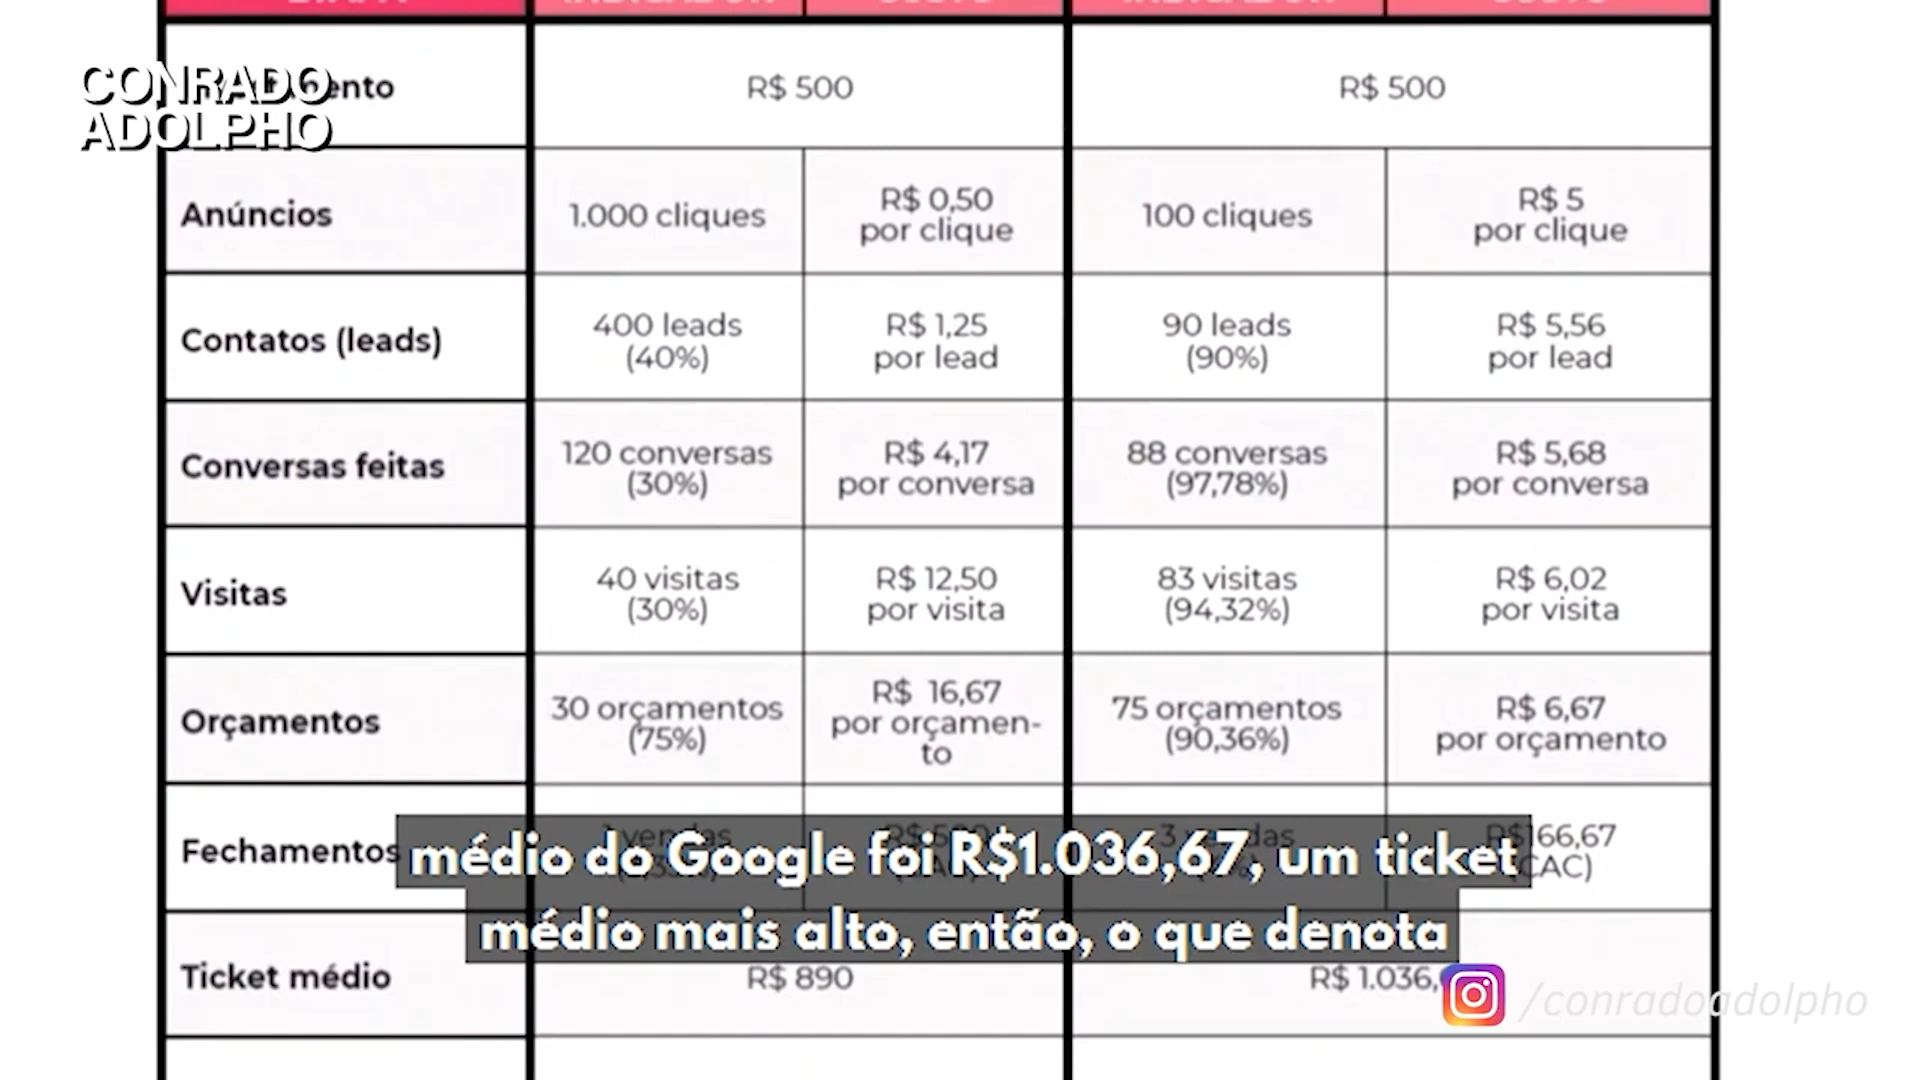 CONRADO
ADOLPHO
R$ 500
R$ 500
Anúncios
1.000 cliques
R$ 0,50
por clique
100 cliques
R$ 5
por clique
Contatos (leads)
400 leads
(40%)
R$ 1,25
por lead
90 leads
(90%)
R$ 5,56
por lead
Conversas feitas
120 conversas
(30%)
R$ 4,17
por conversa
88 conversas
(97,78%)
R$ 5,68
por conversa
Visitas
40 visitas
(30%)
R$ 12,50
por visita
83 visitas
(94,32%)
R$ 6,02
por visita
Orçamentos
30 orçamentos
(75%)
R$ 16,67
por orçamen-
to
75 orçamentos
(90,36%)
R$ 6,67
por orçamento
Fechamentos
médio do Google foi R$1.036,67, um ticket
médio mais alto, então, o que denota
Ticket médio
R$ 890
R$ 1.036,
/conradoadolpho